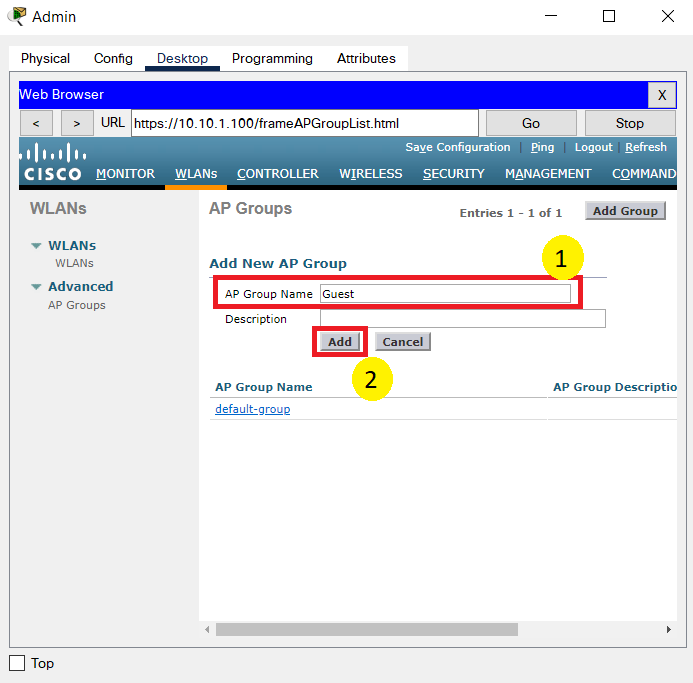 Admin
Physical Config Desktop Programming Attributes
Web Browser X
< > URL https://10.10.1.100/frameAPGroupList.html Go Stop
Save Configuration | Ping | Logout | Refresh
CISCO MONITOR WLANs CONTROLLER WIRELESS SECURITY MANAGEMENT COMMAND
WLANs AP Groups Entries 1 - 1 of 1 Add Group
WLANs
WLANs
Advanced
AP Groups
Add New AP Group 1
AP Group Name Guest
Description
Add Cancel
2
AP Group Name AP Group Descriptio
default-group
Top